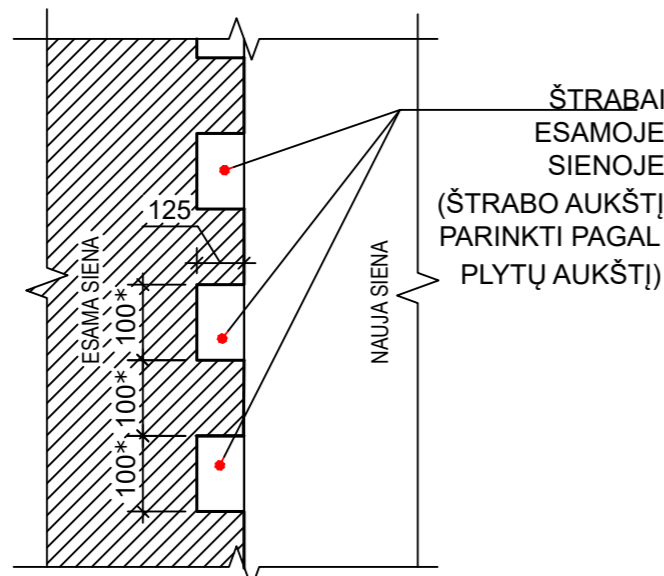 ŠTRABAI
ESAMOJE
SIENOJE
(ŠTRABO AUKŠTĮ
PARINKTI PAGAL
PLYTŲ AUKŠTĮ)
125
ESAMA SIENA
NAUJA SIENA
100*
100*
100*